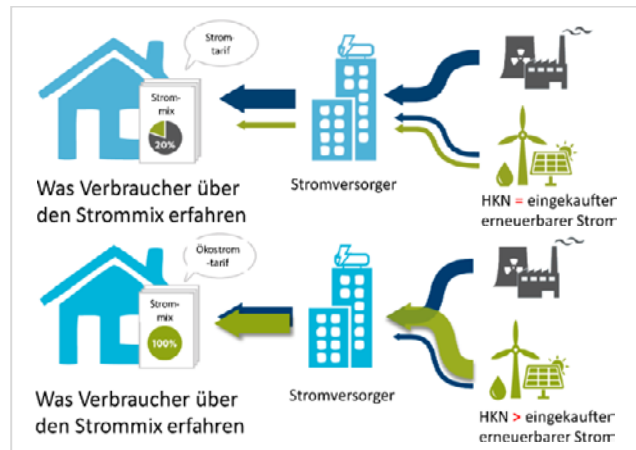 Strom-
tarif
Strom-
mix
20%
Was Verbraucher über
den Strommix erfahren
Stromversorger
HKN = eingekaufter
erneuerbarer Strom
Ökostrom
-tarif
Strom-
mix
100%
Was Verbraucher über
den Strommix erfahren
Stromversorger
HKN > eingekaufter
erneuerbarer Strom